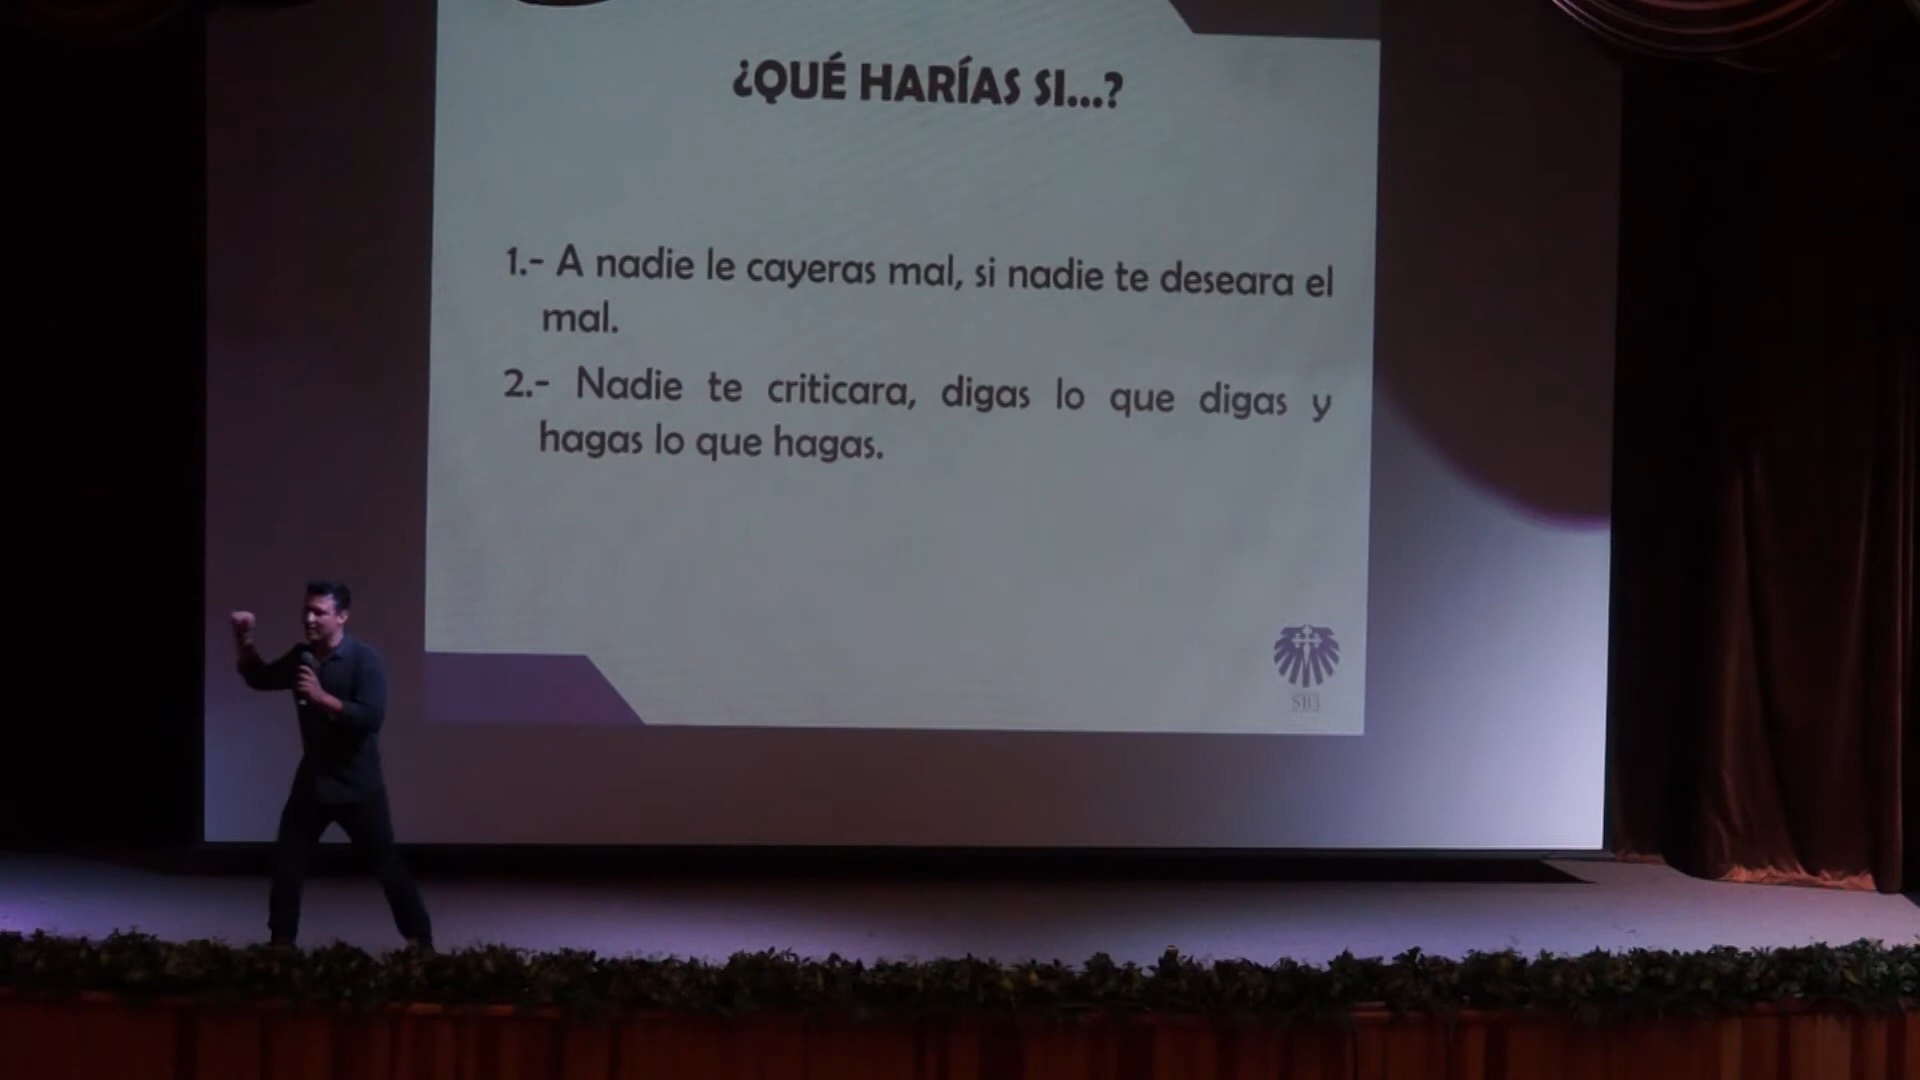 ¿QUÉ HARÍAS SI...?
1.- A nadie le cayeras mal, si nadie te deseara el
mal.
2.- Nadie te criticara, digas lo que digas y
hagas lo que hagas.